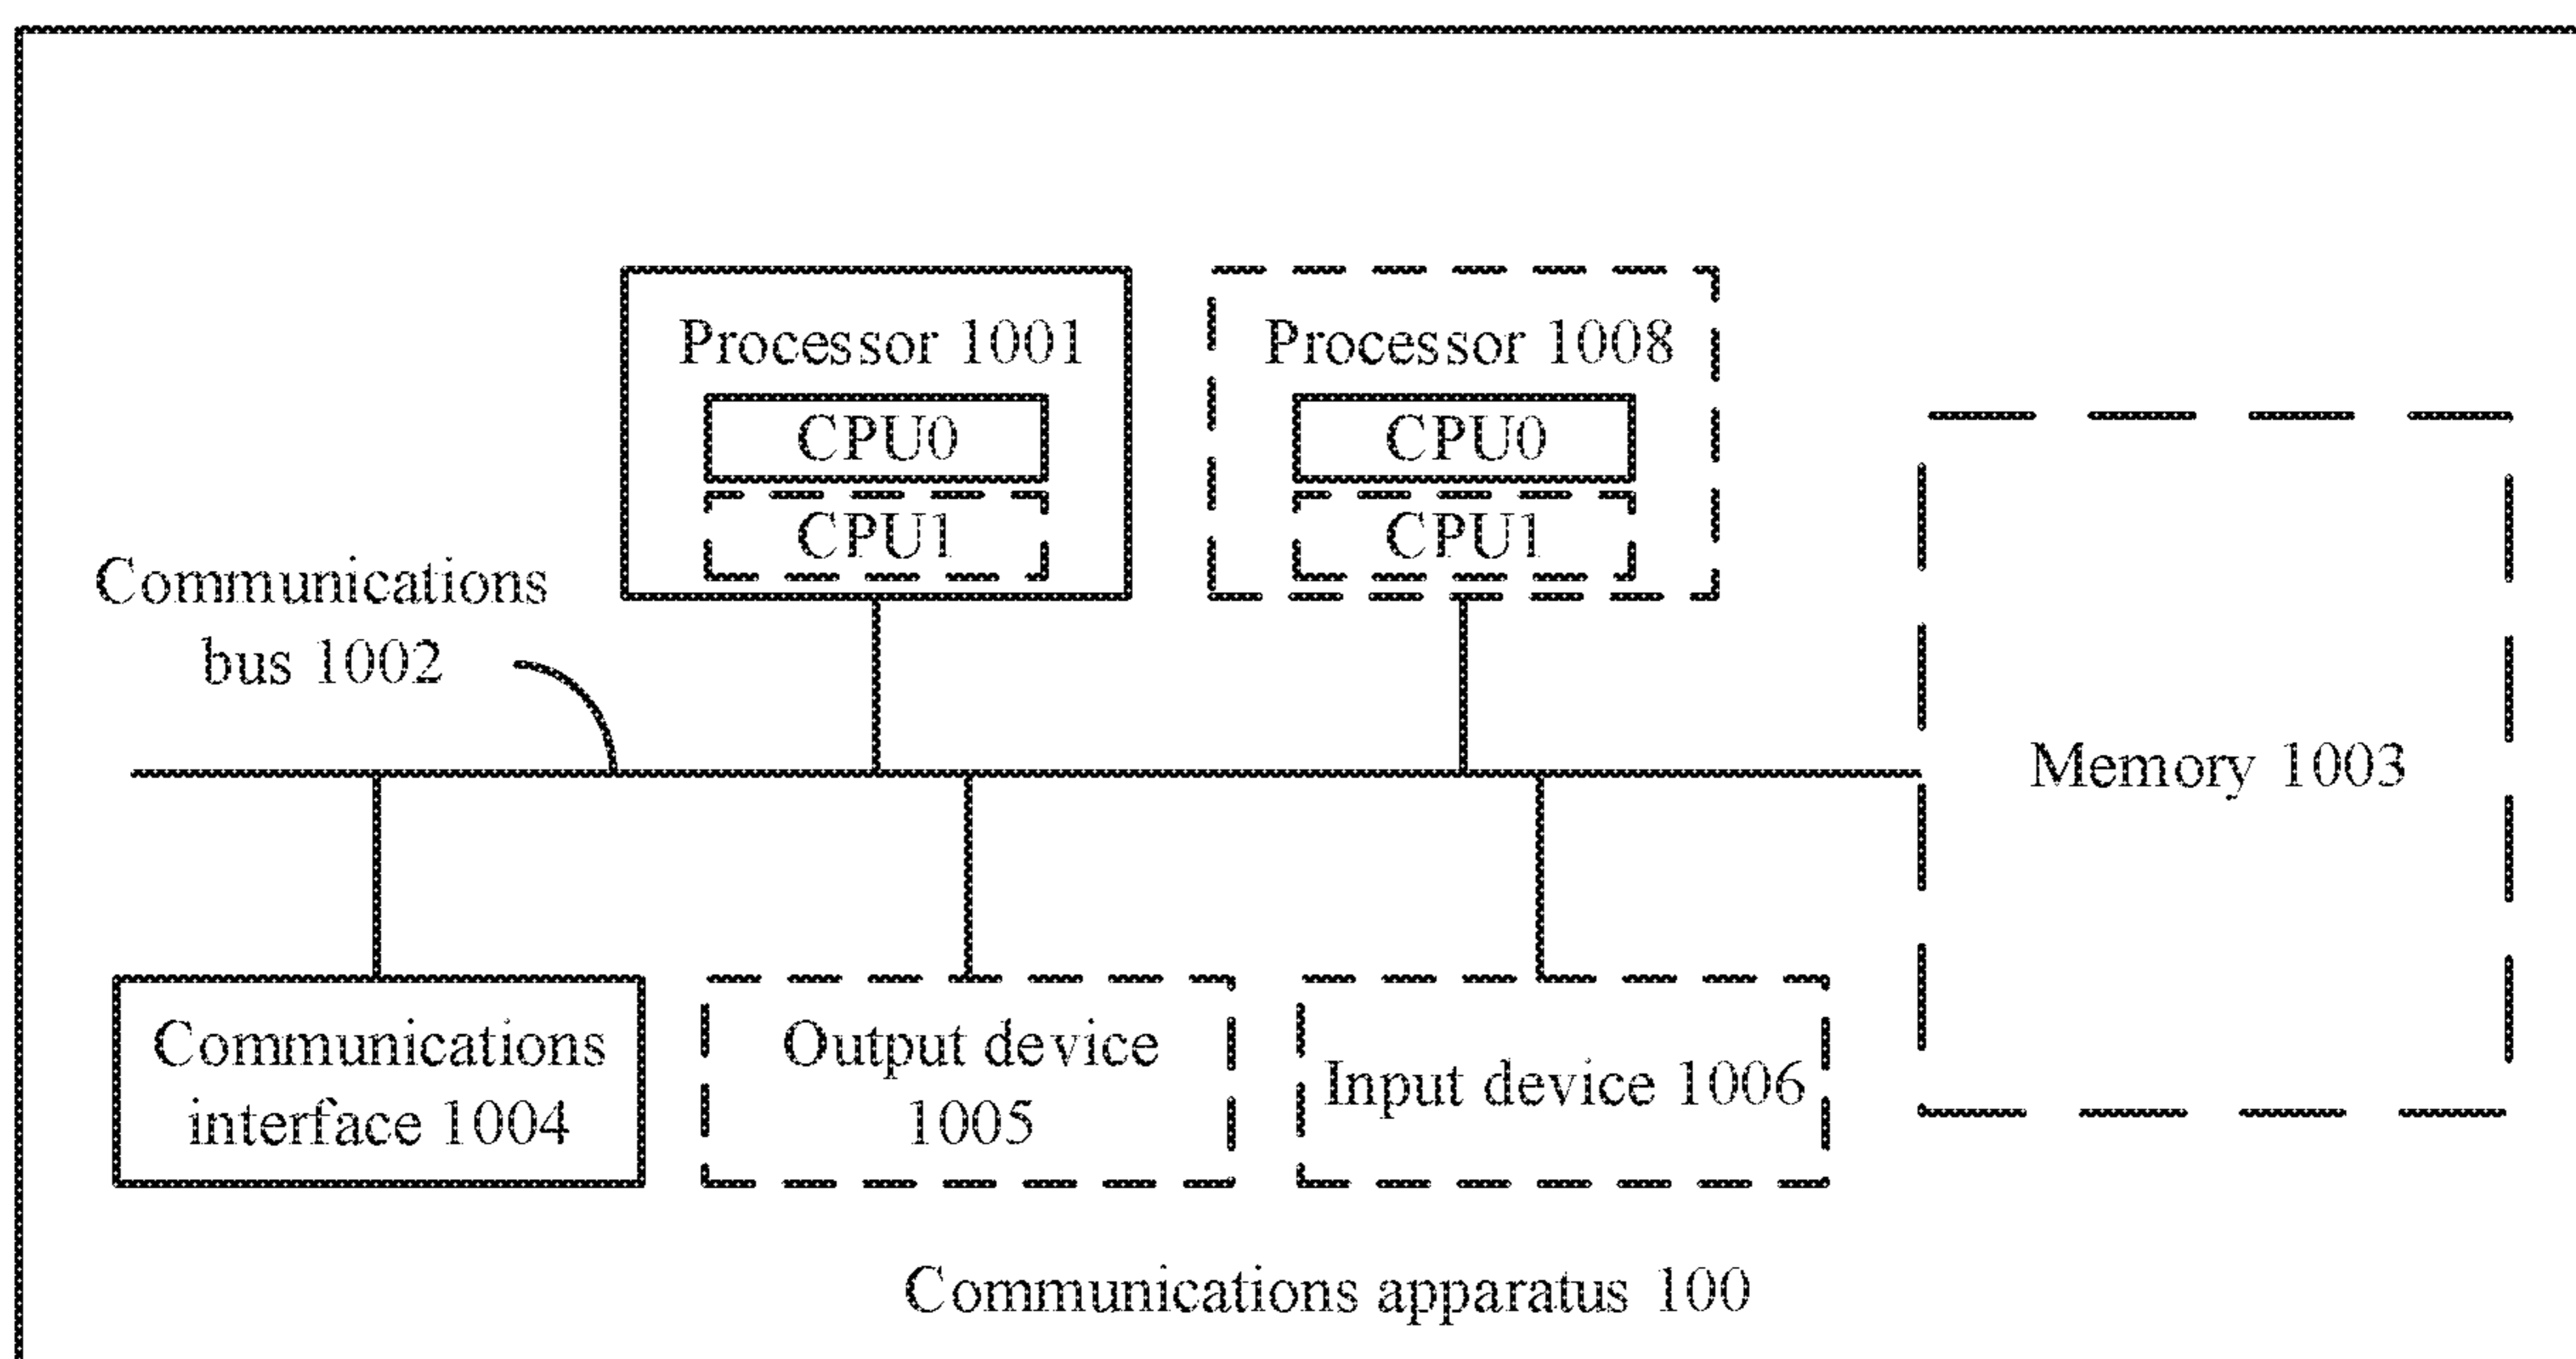 Processor 1001
CPU0
CPU1
Processor 1008
CPU0
CPU1
Communications
bus 1002
Memory 1003
Communications
interface 1004
Output device
1005
Input device 1006
Communications apparatus 100